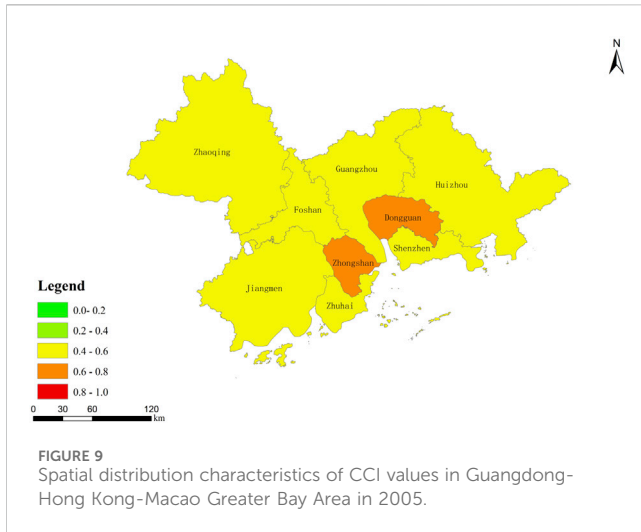 N
Zhaoqing
Guangzhou
Huizhou
Foshan
Dongguan
Shenzhen
Zhongshan
Jiangmen
Zhuhai
Legend
0.0- 0.2
0.2 - 0.4
0.4 - 0.6
0.6 - 0.8
0.8 - 1.0
0 30 60 120
km
FIGURE 9
Spatial distribution characteristics of CCI values in Guangdong-
Hong Kong-Macao Greater Bay Area in 2005.